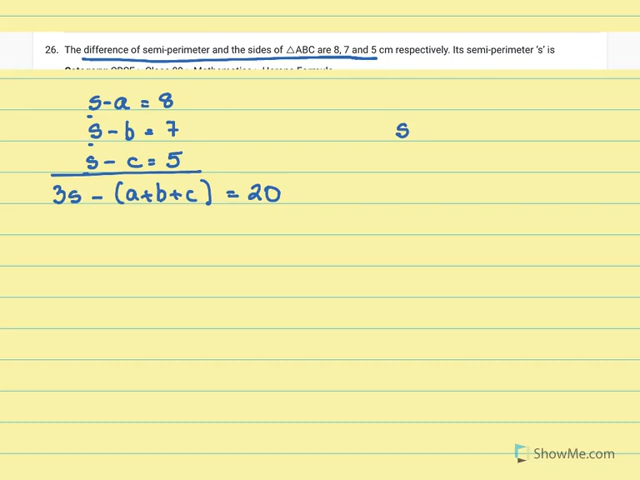 26. The difference of semi-perimeter and the sides of △ABC are 8, 7 and 5 cm respectively. Its semi-perimeter ‘s’ is
s-a = 8
s - b = 7
s
s - c = 5
3s - (a+b+c) = 20
ShowMe.com